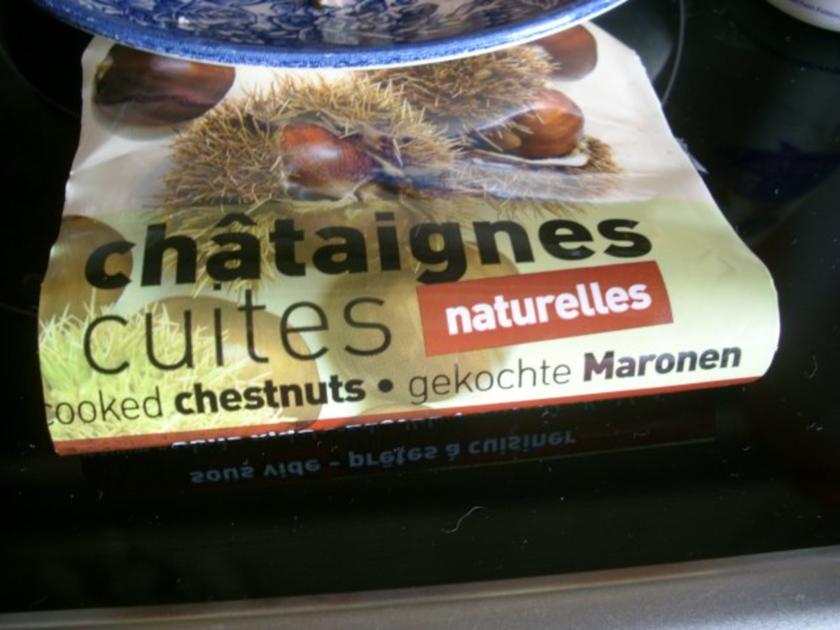 châtaignes
cuites naturelles
cooked chestnuts • gekochte Maronen
sous vide - prêtes à cuisiner